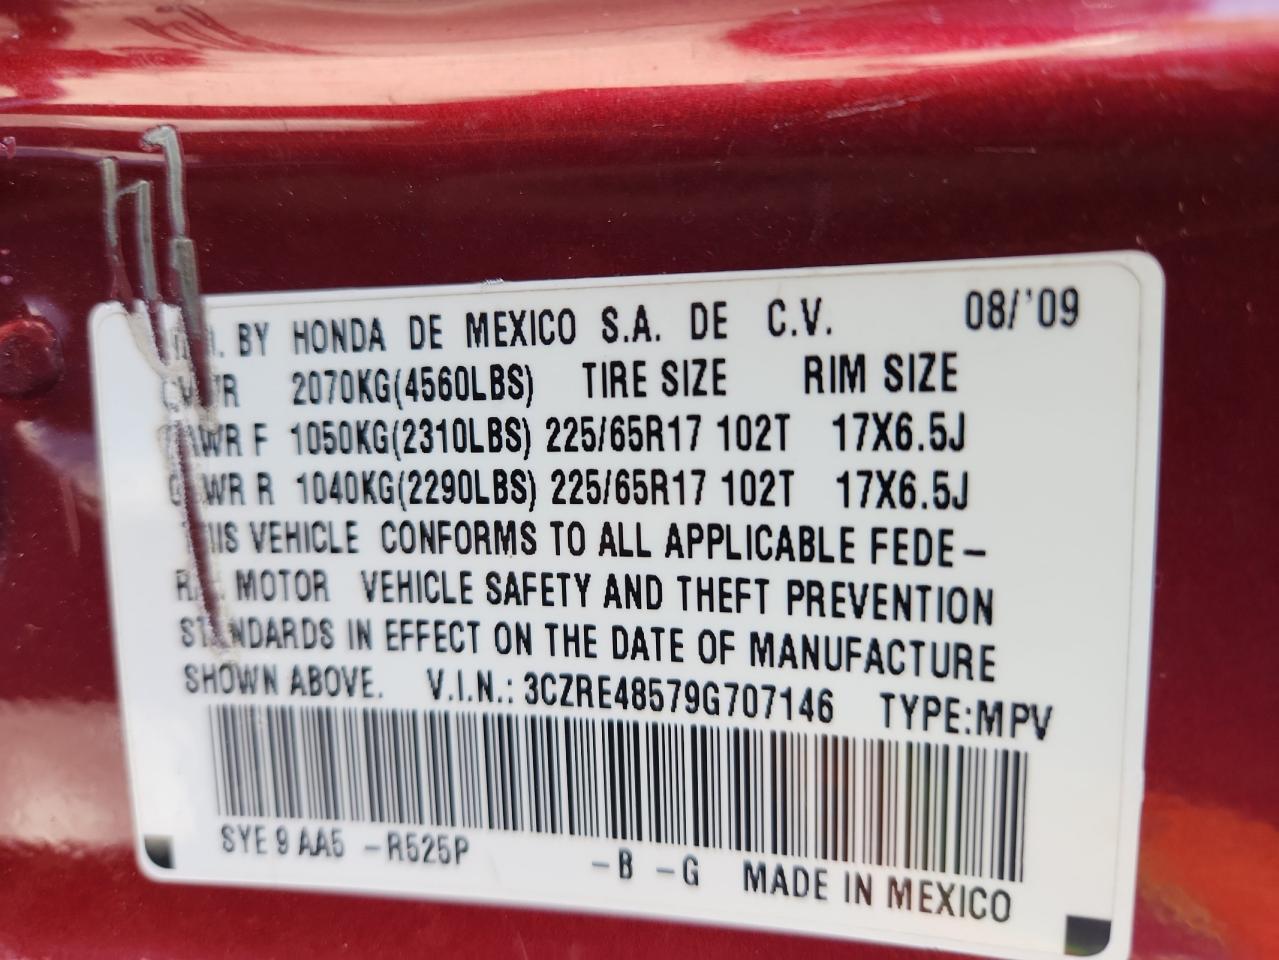 BY HONDA DE MEXICO S.A. DE C.V. 08/'09
2070KG(4560LBS) TIRE SIZE RIM SIZE
F 1050KG(2310LBS) 225/65R17 102T 17X6.5J
R 1040KG(2290LBS) 225/65R17 102T 17X6.5J
THIS VEHICLE CONFORMS TO ALL APPLICABLE FEDE-
RAL MOTOR VEHICLE SAFETY AND THEFT PREVENTION
STANDARDS IN EFFECT ON THE DATE OF MANUFACTURE
SHOWN ABOVE. V.I.N.: 3CZRE48579G707146 TYPE:MPV
SYE 9 AA5 -R525P -B -G MADE IN MEXICO